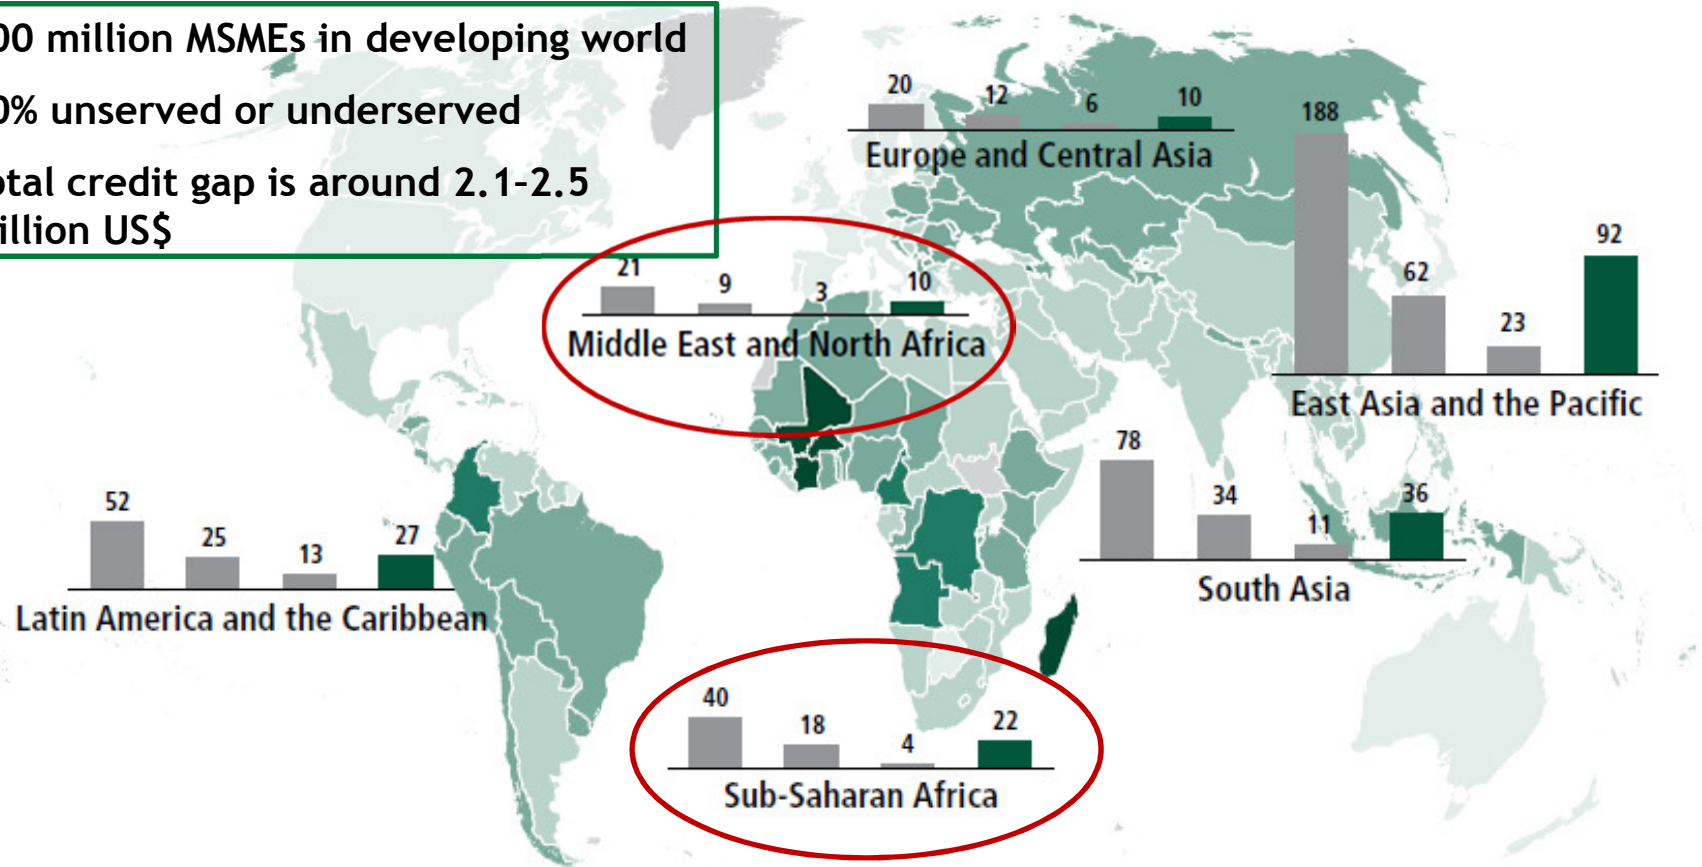 00 million MSMEs in developing world
0% unserved or underserved
otal credit gap is around 2.1–2.5
illion US$
20 12 6 10
Europe and Central Asia
188 62 23 92
East Asia and the Pacific
21 9 3 10
Middle East and North Africa
78 34 11 36
South Asia
52 25 13 27
Latin America and the Caribbean
40 18 4 22
Sub-Saharan Africa